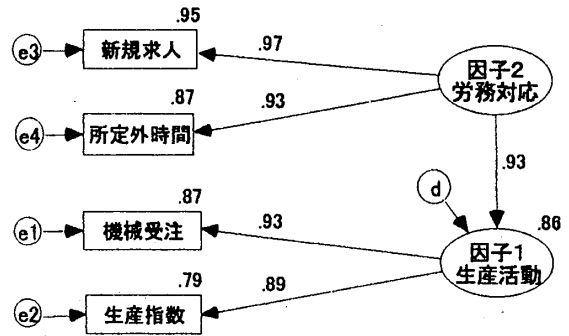 .95
e3 新規求人 .97
因子2
労務対応
.87 .93
e4 所定外時間
.93
.87
d
e1 機械受注 .93
.86
因子1
生産活動
.79 .89
e2 生産指数